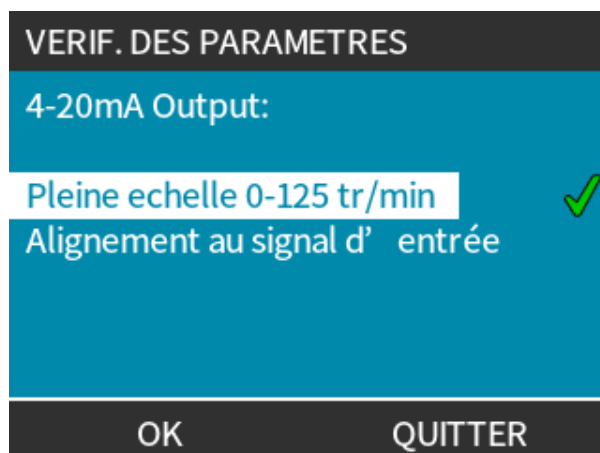 VERIF. DES PARAMETRES
4-20mA Output:
Pleine echelle 0-125 tr/min
Alignement au signal d’ entrée
OK QUITTER